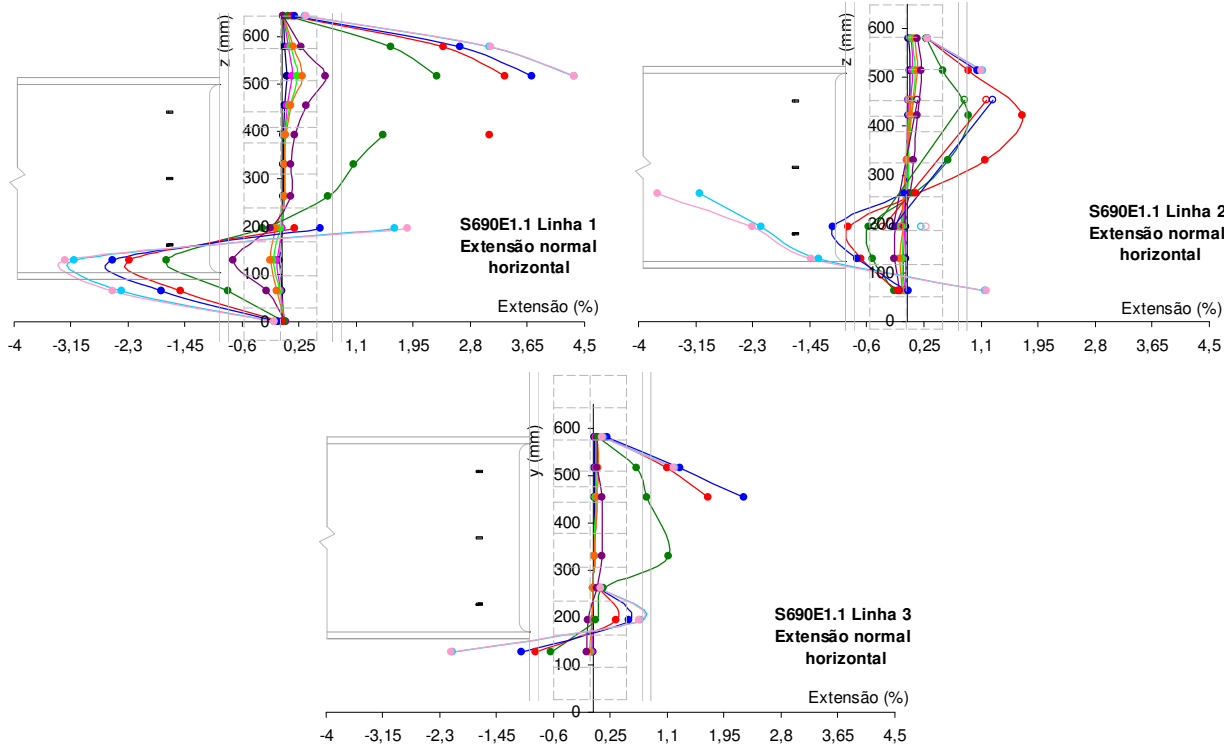 z (mm)
600
500
400
300
200
100
0
S690E1.1 Linha 1
Extensão normal
horizontal
Extensão (%)
-4 -3,15 -2,3 -1,45 -0,6 0,25 1,1 1,95 2,8 3,65 4,5
z (mm)
600
500
400
300
200
100
0
S690E1.1 Linha 2
Extensão normal
horizontal
Extensão (%)
-4 -3,15 -2,3 -1,45 -0,6 0,25 1,1 1,95 2,8 3,65 4,5
y (mm)
600
500
400
300
200
100
0
S690E1.1 Linha 3
Extensão normal
horizontal
Extensão (%)
-4 -3,15 -2,3 -1,45 -0,6 0,25 1,1 1,95 2,8 3,65 4,5